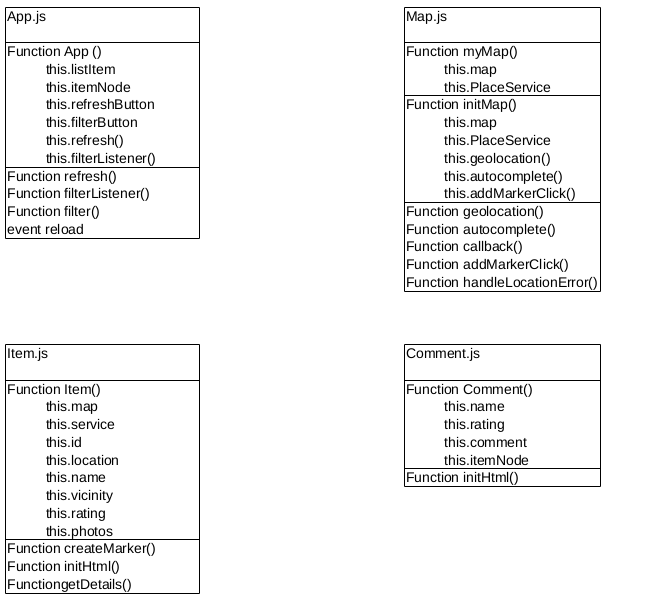 App.js
Function App ()
this.listItem
this.itemNode
this.refreshButton
this.filterButton
this.refresh()
this.filterListener()
Function refresh()
Function filterListener()
Function filter()
event reload
Map.js
Function myMap()
this.map
this.PlaceService
Function initMap()
this.map
this.PlaceService
this.geolocation()
this.autocomplete()
this.addMarkerClick()
Function geolocation()
Function autocomplete()
Function callback()
Function addMarkerClick()
Function handleLocationError()
Item.js
Function Item()
this.map
this.service
this.id
this.location
this.name
this.vicinity
this.rating
this.photos
Function createMarker()
Function initHtml()
FunctiongetDetails()
Comment.js
Function Comment()
this.name
this.rating
this.comment
this.itemNode
Function initHtml()